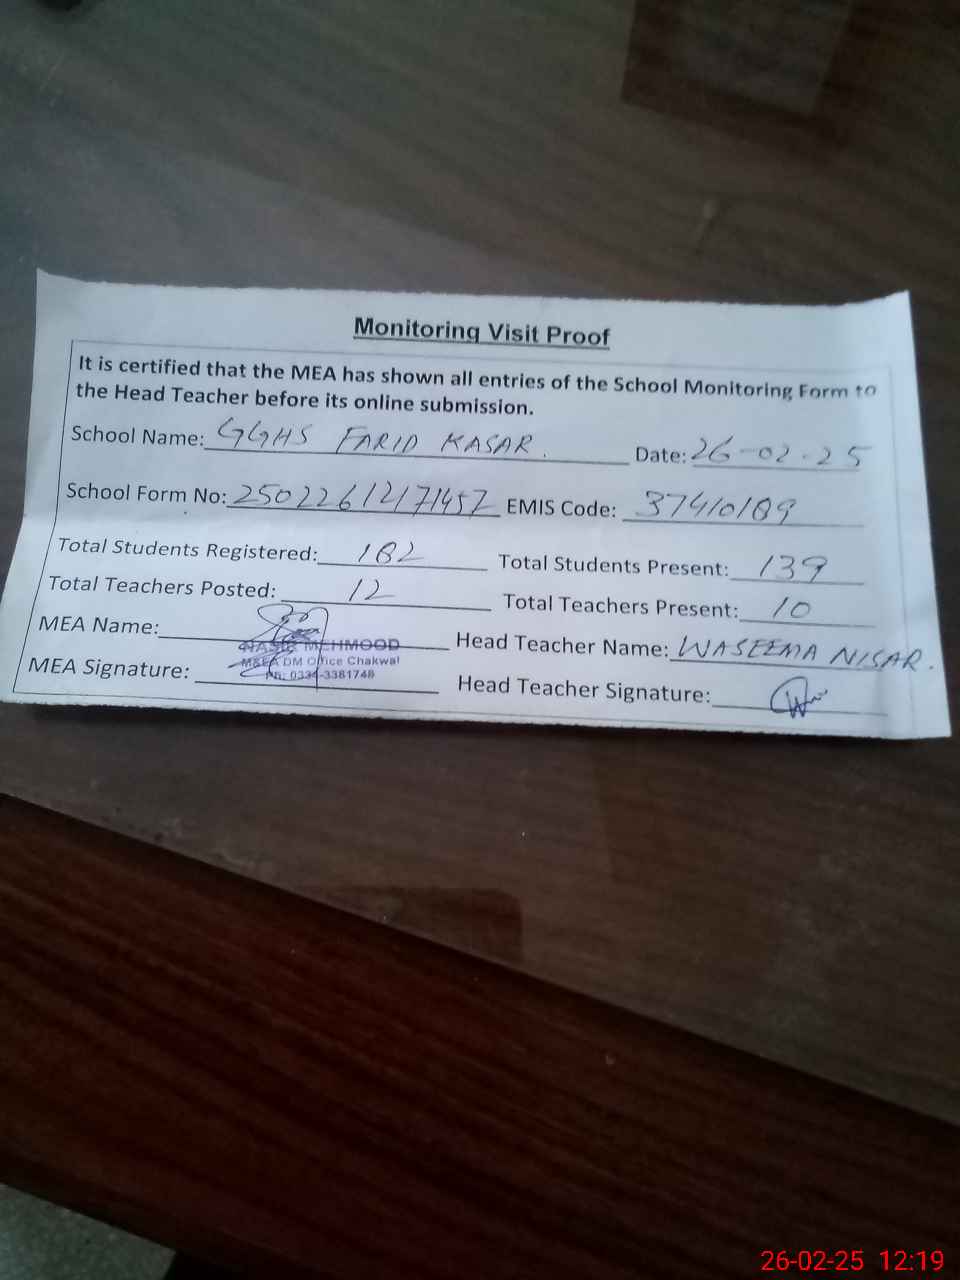 Monitoring Visit Proof
It is certified that the MEA has shown all entries of the School Monitoring Form to
the Head Teacher before its online submission.
School Name: GGHS FARID KASAR. Date: 26-02-25
School Form No: EMIS Code: 37410189
Total Students Registered: 182 Total Students Present: 139
Total Teachers Posted: 12 Total Teachers Present: 10
MEA Name: Head Teacher Name: WASEEMA NISAR.
MEHMOOD
M&EA DM Office Chakwal
Ph: 0334-3381748
MEA Signature: Head Teacher Signature:
26-02-25 12:19